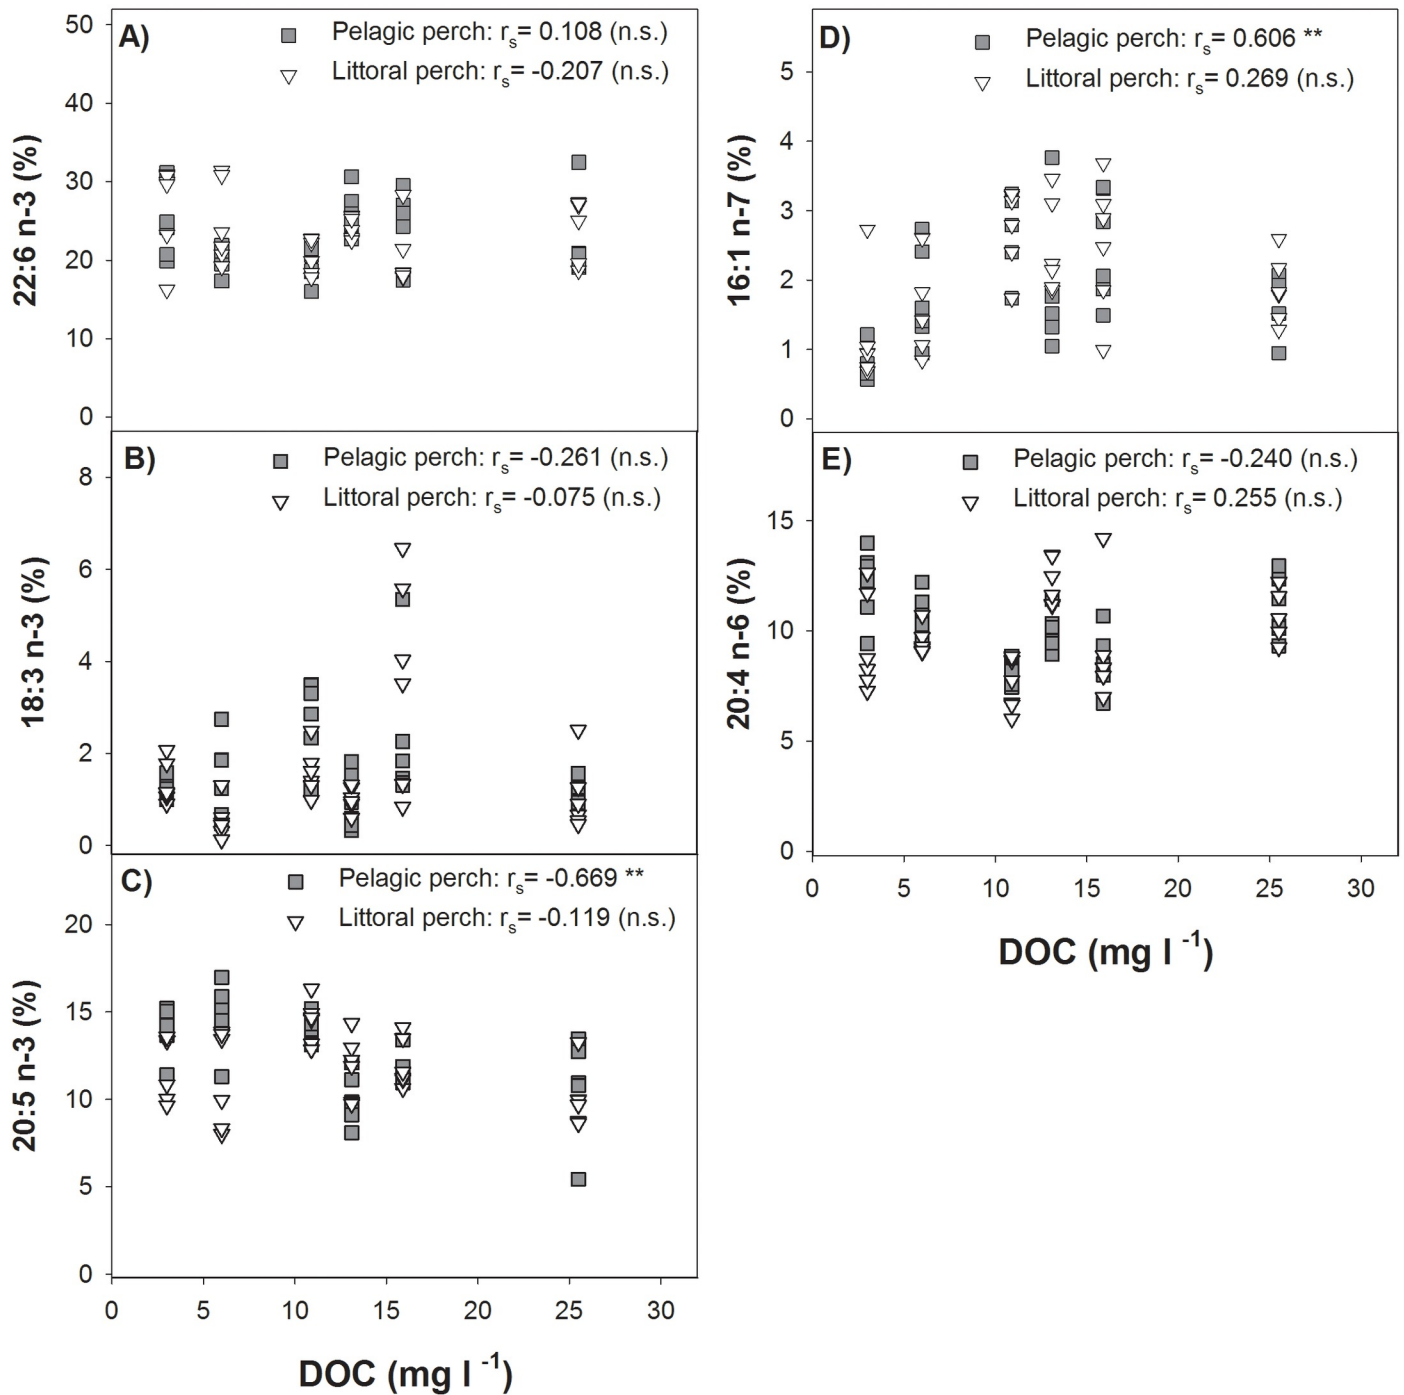 A)
Pelagic perch: rs= 0.108 (n.s.)
Littoral perch: rs= -0.207 (n.s.)
50
40
30
20
10
0
22:6 n-3 (%)
B)
Pelagic perch: rs= -0.261 (n.s.)
Littoral perch: rs= -0.075 (n.s.)
8
6
4
2
0
18:3 n-3 (%)
C)
Pelagic perch: rs= -0.669 **
Littoral perch: rs= -0.119 (n.s.)
20
15
10
5
0
20:5 n-3 (%)
0 5 10 15 20 25 30
DOC (mg l -1)
D)
Pelagic perch: rs= 0.606 **
Littoral perch: rs= 0.269 (n.s.)
5
4
3
2
1
0
16:1 n-7 (%)
E)
Pelagic perch: rs= -0.240 (n.s.)
Littoral perch: rs= 0.255 (n.s.)
15
10
5
0
20:4 n-6 (%)
0 5 10 15 20 25 30
DOC (mg l -1)